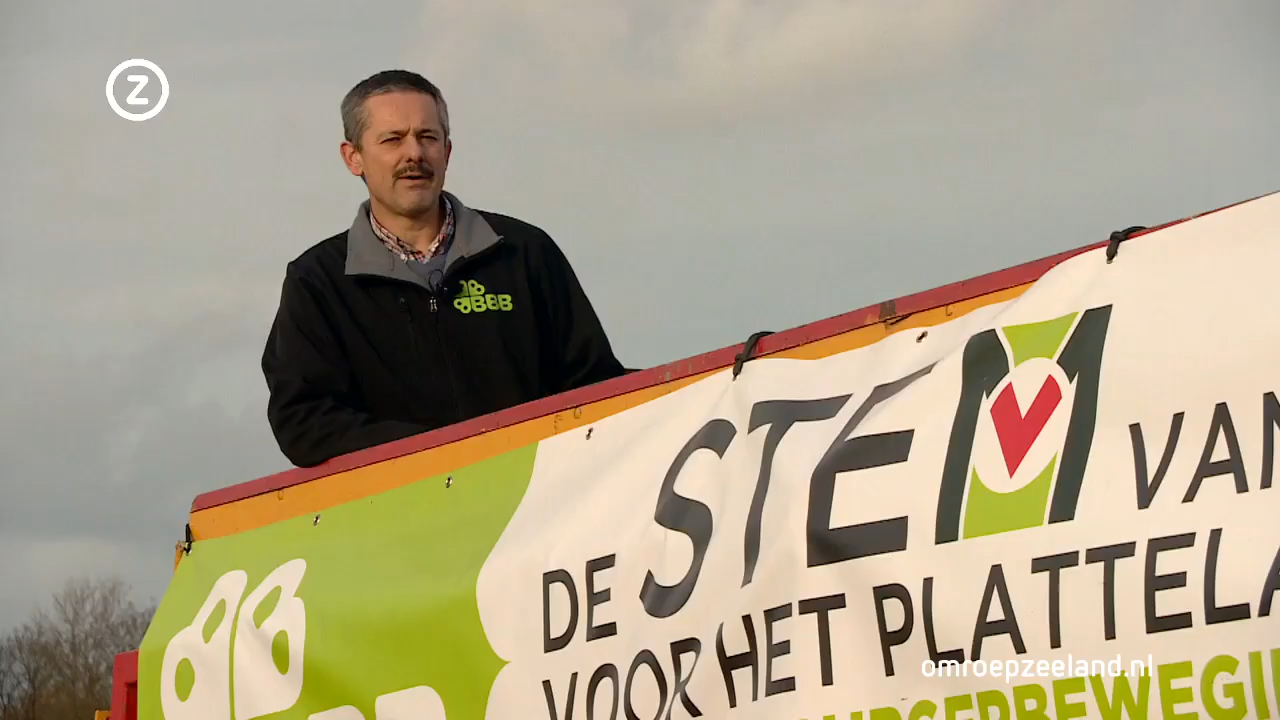 Z
BBB
DE STEM VAN
VOOR HET PLATTELA
omroepzeeland.nl